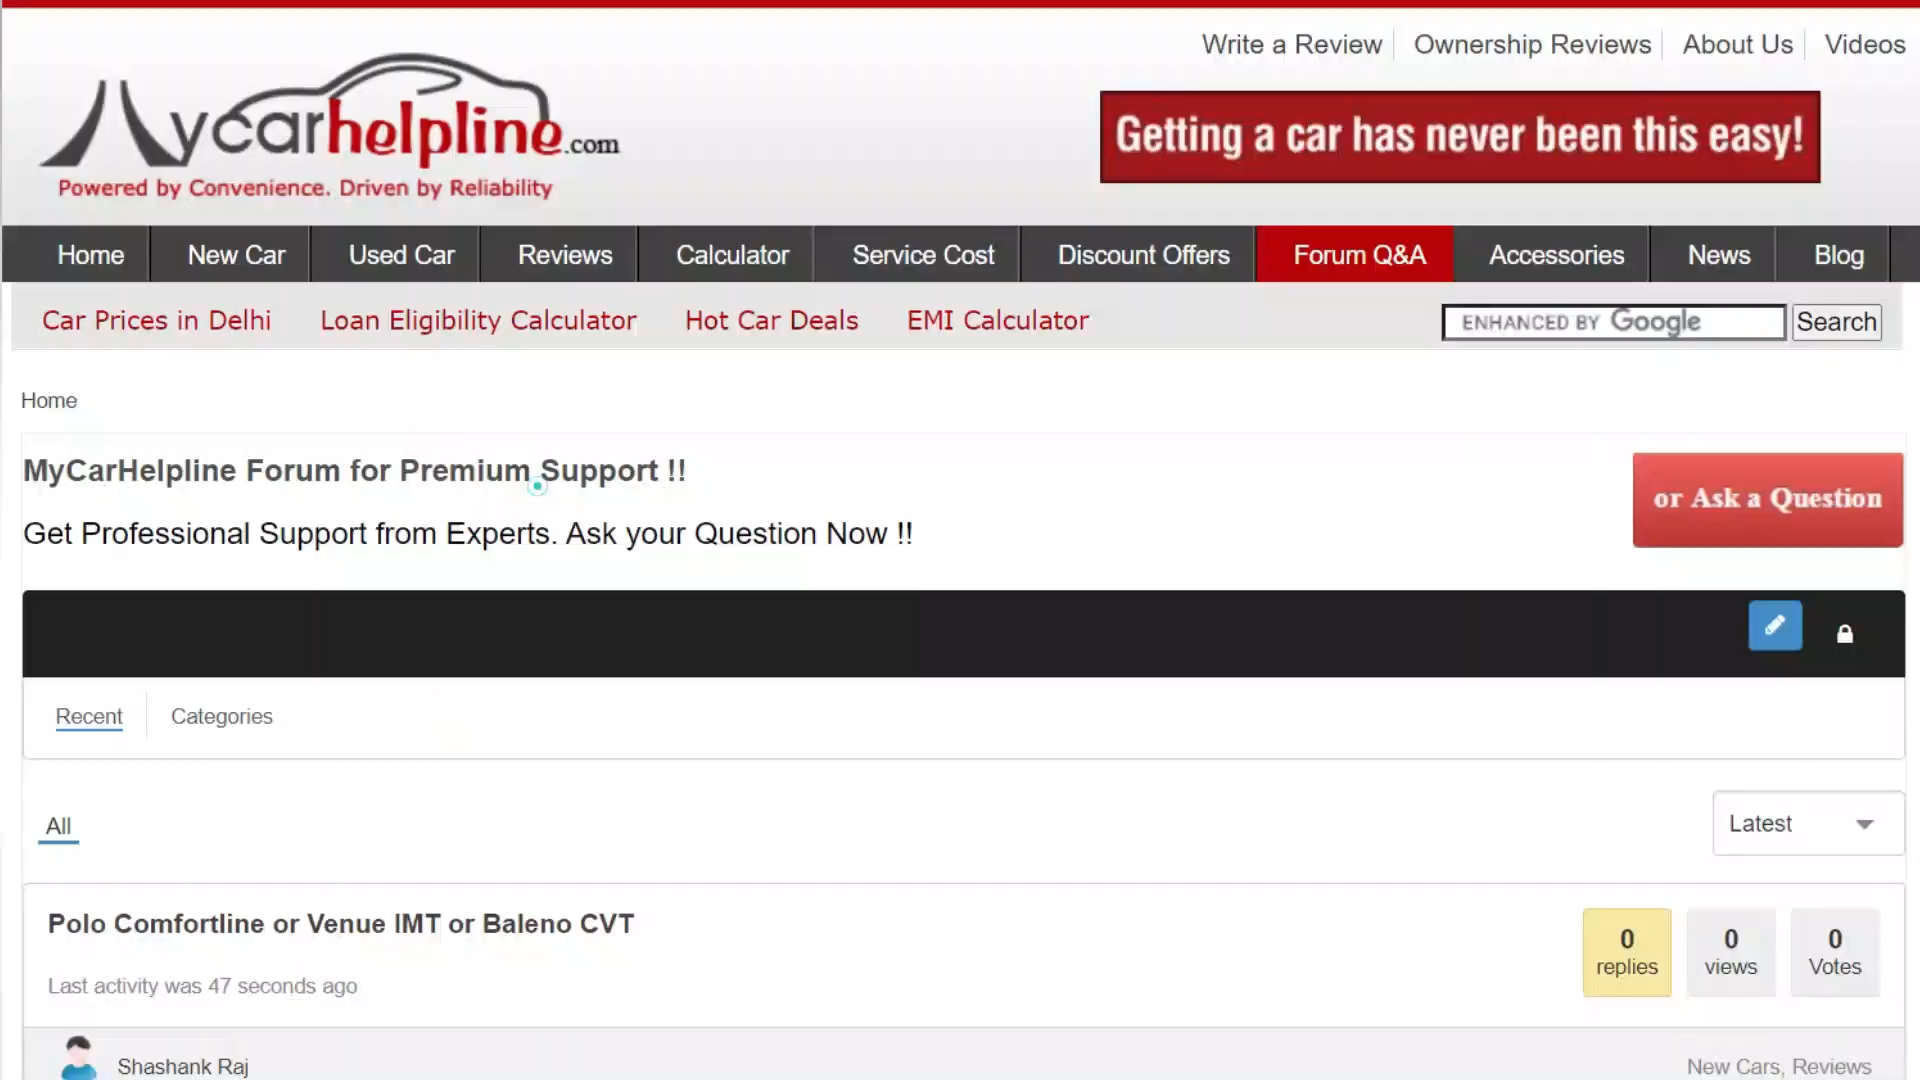 Write a Review
Ownership Reviews
About Us
Videos
Mycarhelpline.com
Powered by Convenience. Driven by Reliability
Getting a car has never been this easy!
Home
New Car
Used Car
Reviews
Calculator
Service Cost
Discount Offers
Forum Q&A
Accessories
News
Blog
Car Prices in Delhi
Loan Eligibility Calculator
Hot Car Deals
EMI Calculator
ENHANCED BY Google
Search
Home
MyCarHelpline Forum for Premium Support !!
or Ask a Question
Get Professional Support from Experts. Ask your Question Now !!
Recent
Categories
All
Latest
Polo Comfortline or Venue IMT or Baleno CVT
0 replies
0 views
0 Votes
Last activity was 47 seconds ago
Shashank Raj
New Cars, Reviews